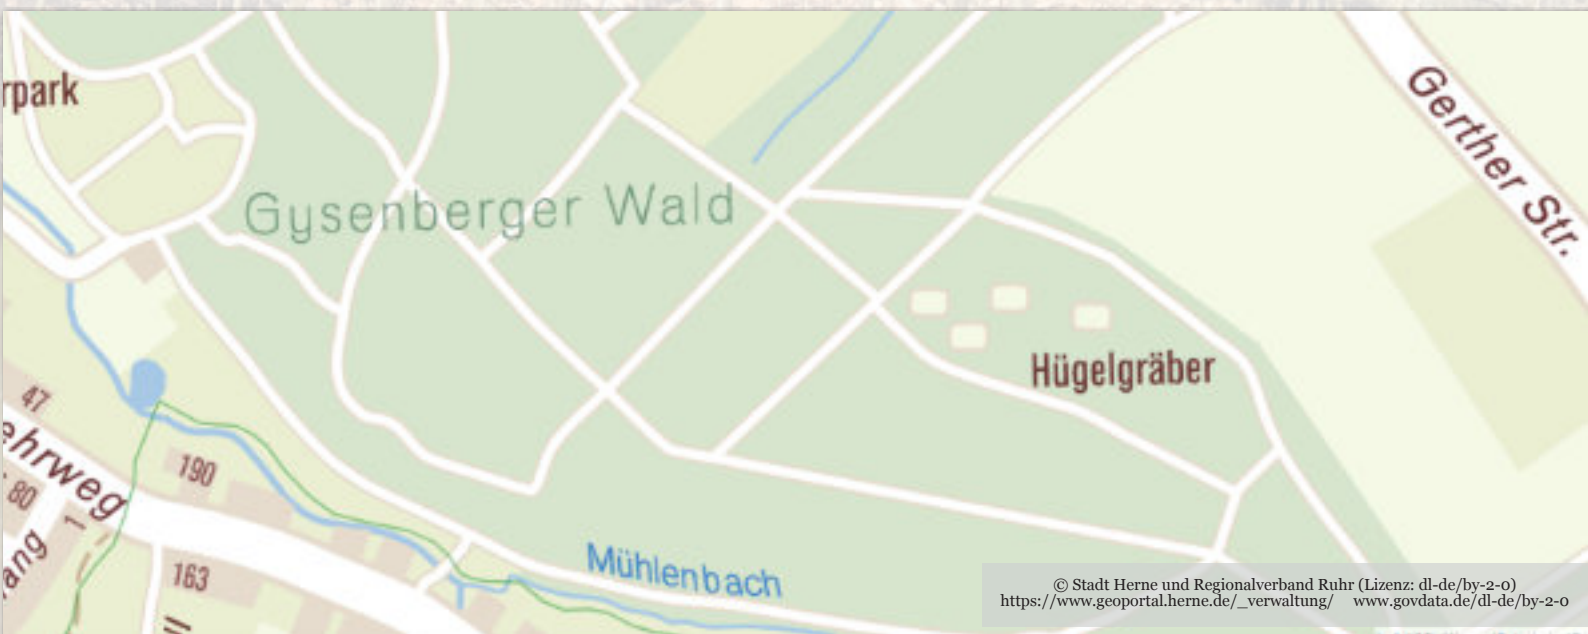 rpark
Gerther Str.
Gysenberger Wald
Hügelgräber
47
ehrweg
190
80
1
ang
163
Mühlenbach
© Stadt Herne und Regionalverband Ruhr (Lizenz: dl-de/by-2-0)
https://www.geoportal.herne.de/_verwaltung/ www.govdata.de/dl-de/by-2-0